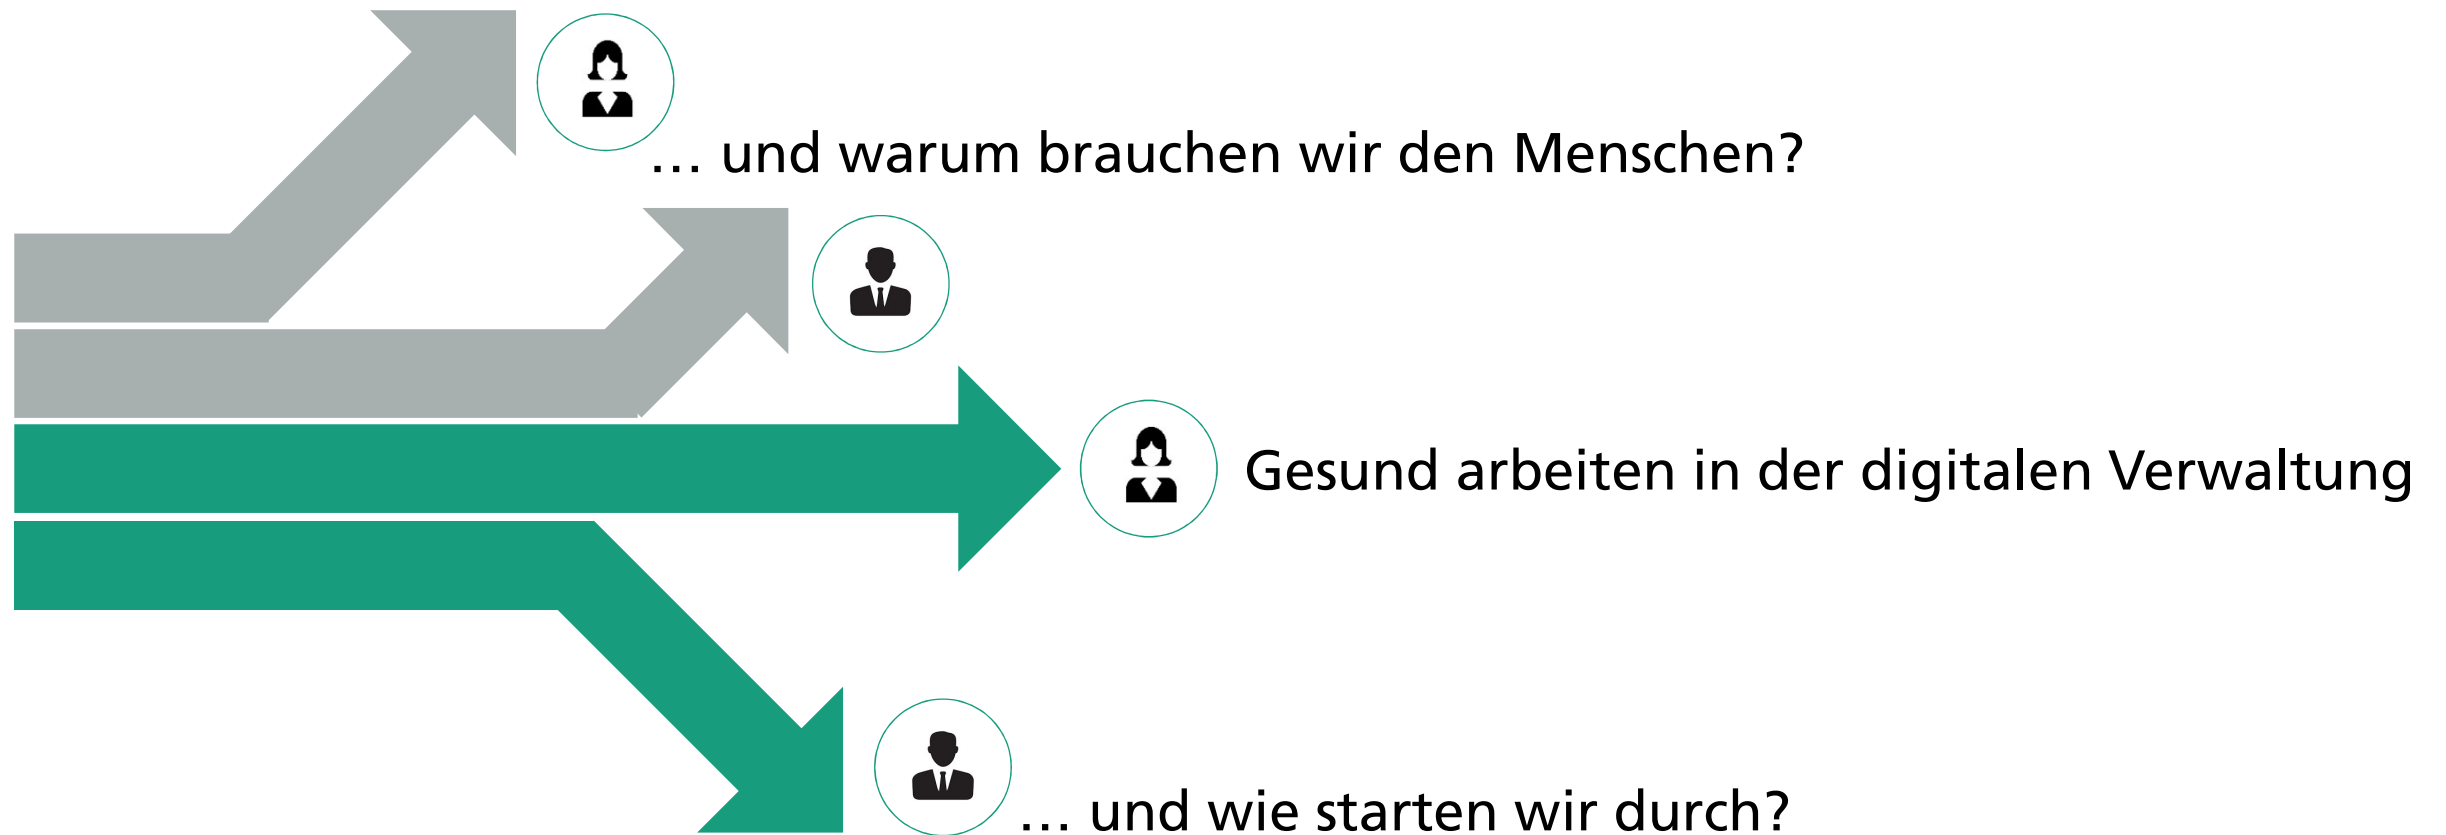 ... und warum brauchen wir den Menschen?
Gesund arbeiten in der digitalen Verwaltung
... und wie starten wir durch?